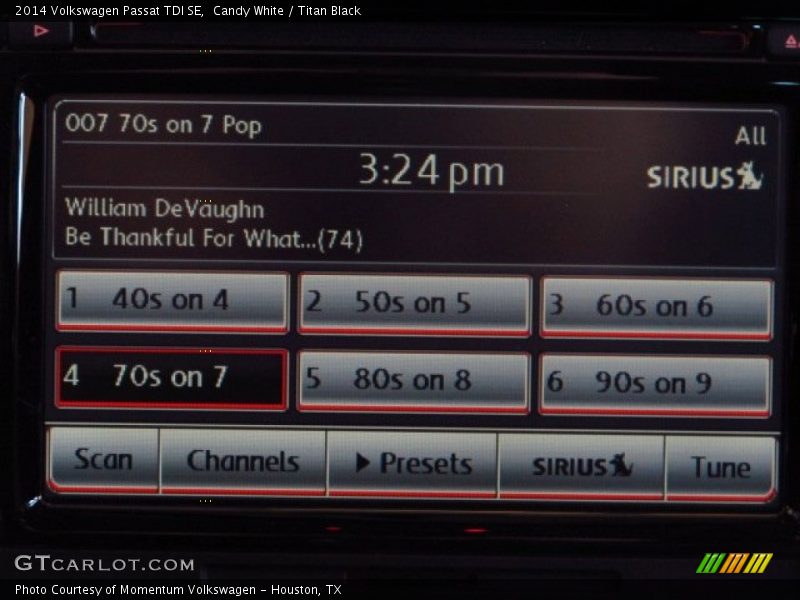 2014 Volkswagen Passat TDI SE, Candy White / Titan Black
007 70s on 7 Pop
All
3:24 pm
SIRIUS
William DeVaughn
Be Thankful For What...(74)
1 40s on 4
2 50s on 5
3 60s on 6
4 70s on 7
5 80s on 8
6 90s on 9
Scan
Channels
Presets
SIRIUS
Tune
GTCARLOT.COM
Photo Courtesy of Momentum Volkswagen - Houston, TX